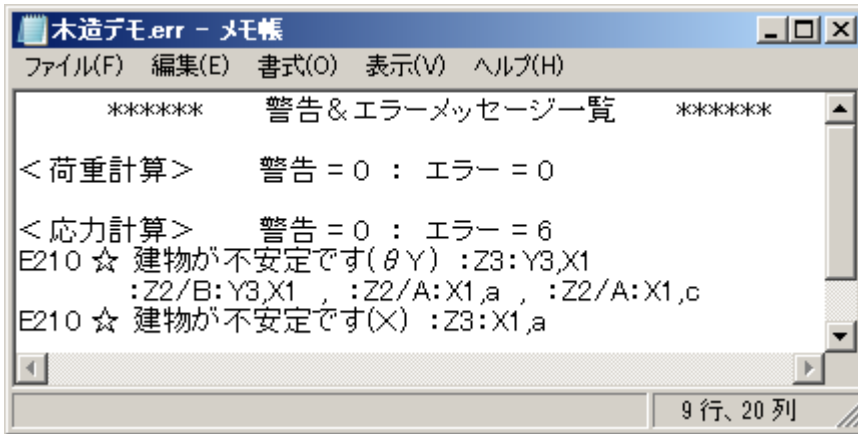 木造デモ.err - メモ帳
ファイル(F) 編集(E) 書式(O) 表示(V) ヘルプ(H)
****** 警告&エラーメッセージ一覧 ******
<荷重計算> 警告 = 0 : エラー = 0
<応力計算> 警告 = 0 : エラー = 6
E210 ☆ 建物が不安定です(θY) :Z3:Y3,X1
:Z2/B:Y3,X1 , :Z2/A:X1,a , :Z2/A:X1,c
E210 ☆ 建物が不安定です(X) :Z3:X1,a
9 行、20 列